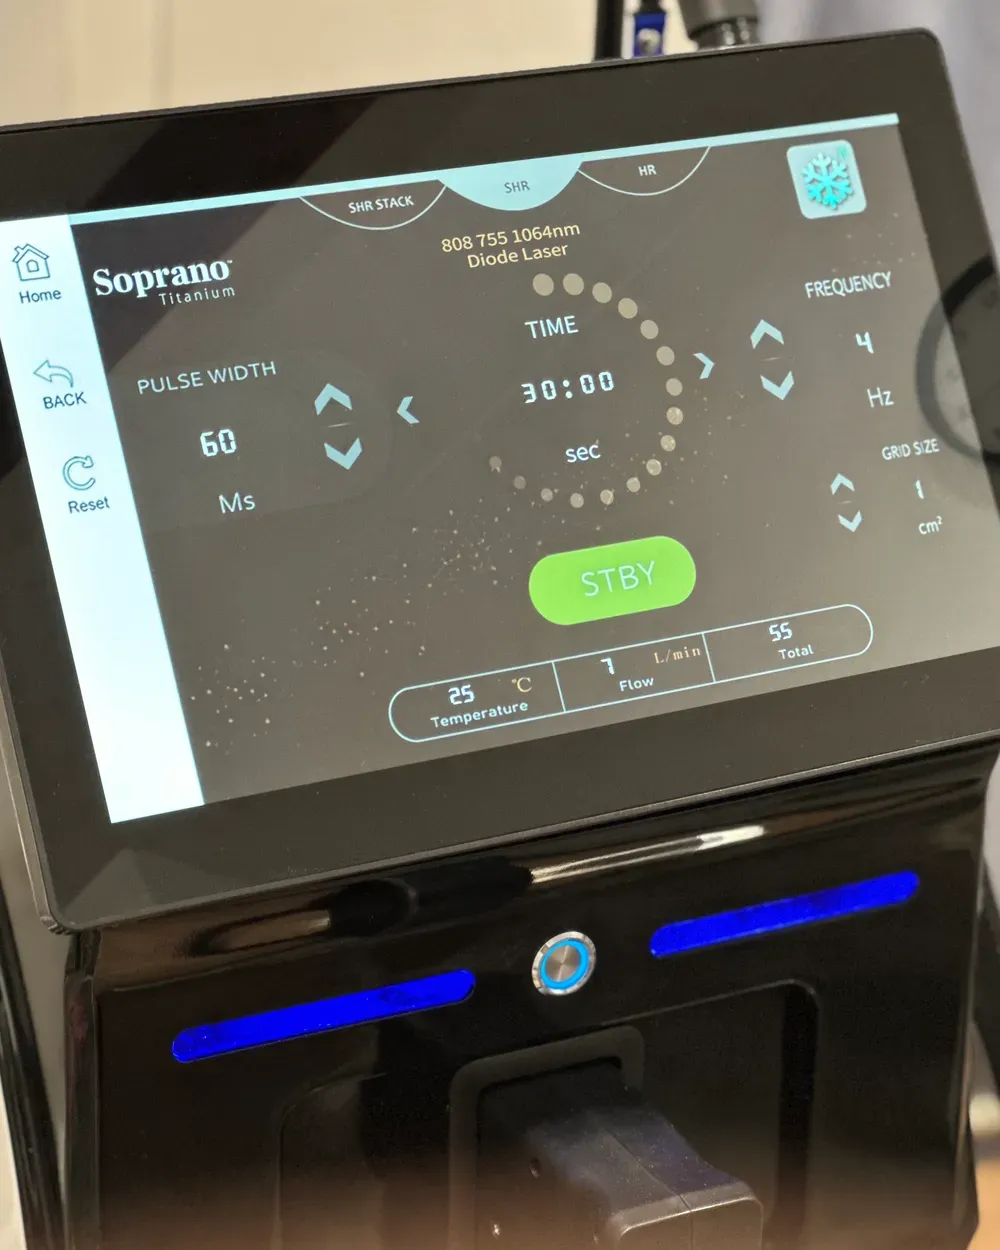 SHR STACK
SHR
HR
808 755 1064nm
Diode Laser
Home
Soprano
Titanium
BACK
Reset
PULSE WIDTH
60
Ms
TIME
30:00
sec
FREQUENCY
4
Hz
GRID SIZE
1
cm²
STBY
25 °C
Temperature
7 L/min
Flow
55
Total